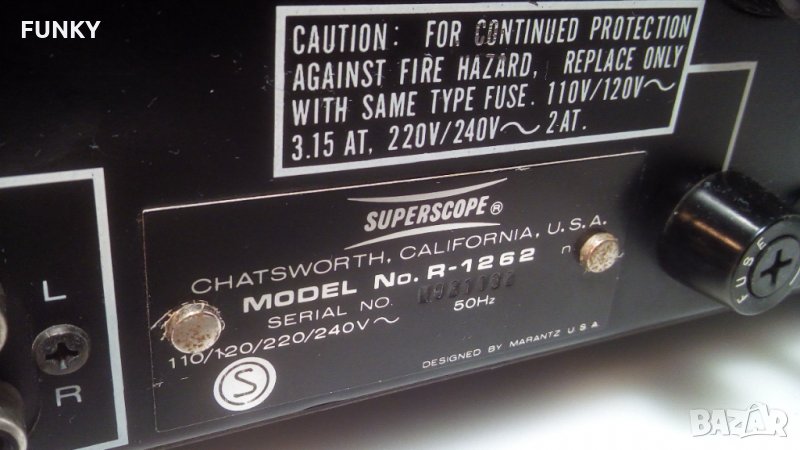 FUNKY
CAUTION: FOR CONTINUED PROTECTION
AGAINST FIRE HAZARD, REPLACE ONLY
WITH SAME TYPE FUSE. 110V/120V～
3.15 AT, 220V/240V～ 2AT.
SUPERSCOPE®
CHATSWORTH, CALIFORNIA, U.S.A.
MODEL No. R-1262
SERIAL NO.
50Hz
110/120/220/240V～
DESIGNED BY MARANTZ U.S.A.
S
L
R
FUSE
BAZAR